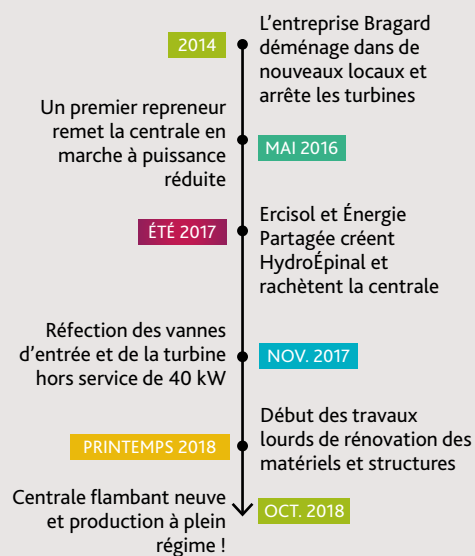 2014
L'entreprise Bragard
déménage dans de
nouveaux locaux et
arrête les turbines
Un premier repreneur
remet la centrale en
marche à puissance
réduite
MAI 2016
ÉTÉ 2017
Ercisol et Énergie
Partagée créent
HydroÉpinal et
rachètent la centrale
Réfection des vannes
d'entrée et de la turbine
hors service de 40 kW
NOV. 2017
PRINTEMPS 2018
Début des travaux
lourds de rénovation des
matériels et structures
Centrale flambant neuve
et production à plein
régime !
OCT. 2018